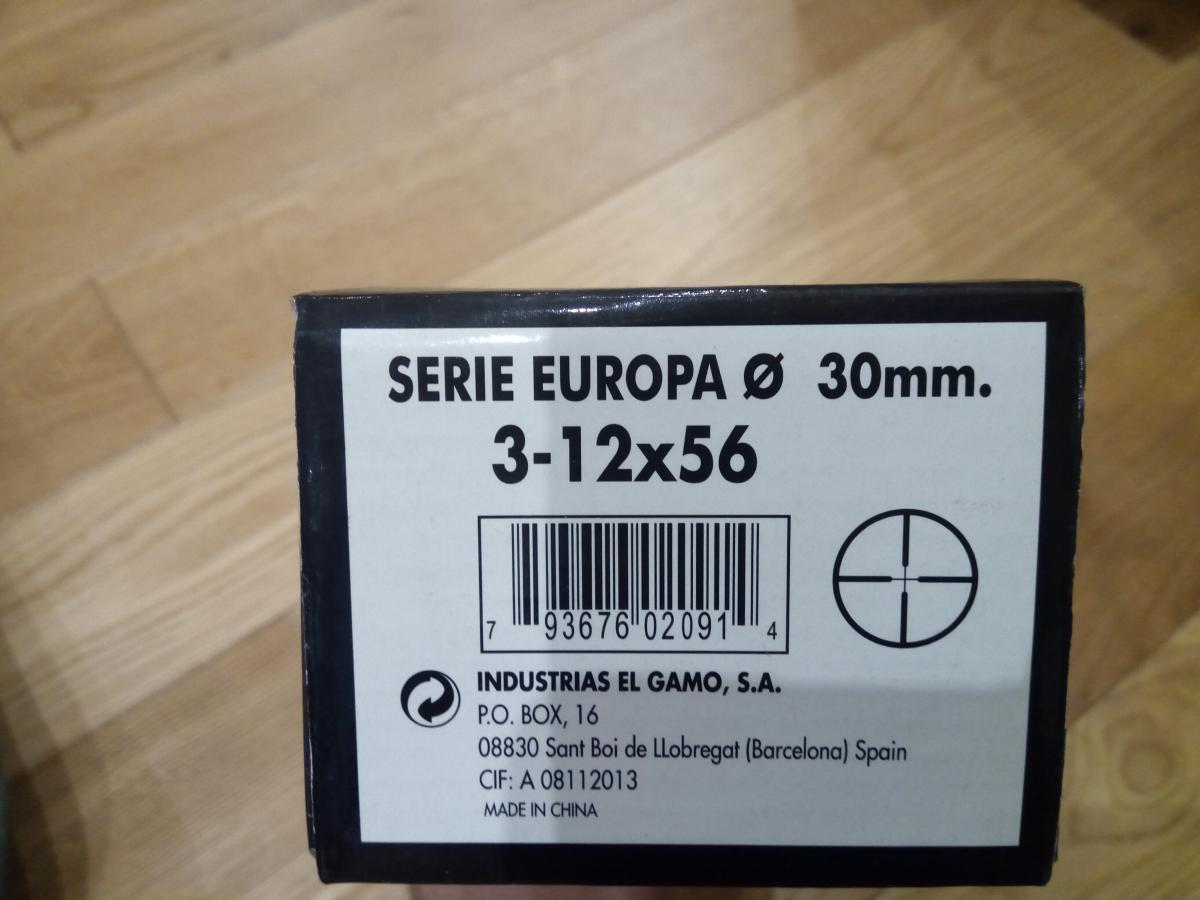 SERIE EUROPA Ø 30mm.
3-12x56
7 93676 02091 4
INDUSTRIAS EL GAMO, S.A.
P.O. BOX, 16
08830 Sant Boi de LLobregat (Barcelona) Spain
CIF: A 08112013
MADE IN CHINA